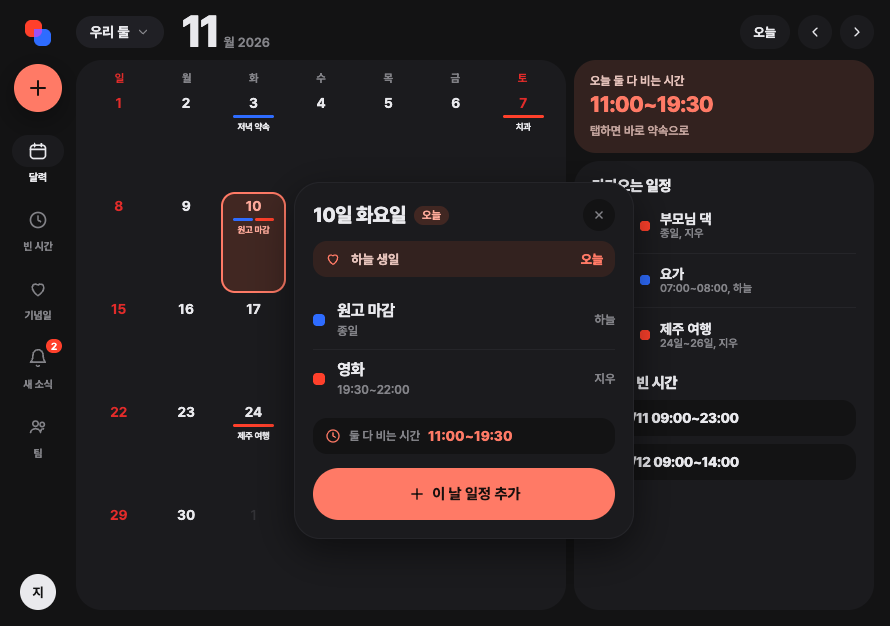 우리 둘
11 월 2026
오늘
일 월 화 수 목 금 토
1 2 3 4 5 6 7
저녁 약속
치과
8 9 10
원고 마감
15 16 17
22 23 24
제주 여행
29 30 1
달력
빈 시간
기념일
2
새 소식
팀
지
10일 화요일 오늘
하늘 생일 오늘
원고 마감
종일
하늘
영화
19:30~22:00
지우
둘 다 비는 시간 11:00~19:30
이 날 일정 추가
오늘 둘 다 비는 시간
11:00~19:30
탭하면 바로 약속으로
오는 일정
부모님 댁
종일, 지우
요가
07:00~08:00, 하늘
제주 여행
24일~26일, 지우
빈 시간
/11 09:00~23:00
/12 09:00~14:00